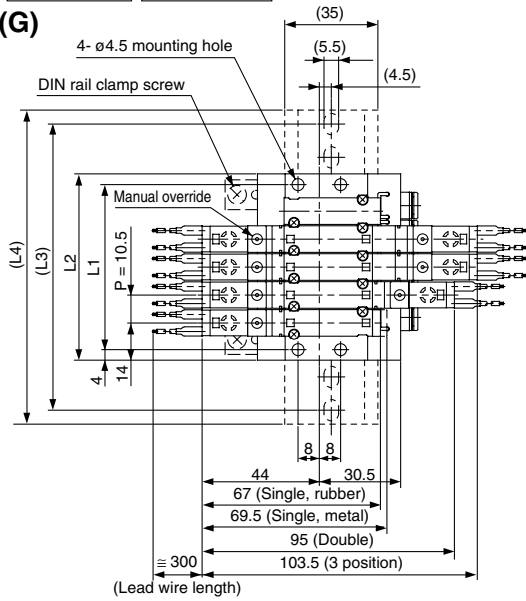 (G)
(35)
4- ø4.5 mounting hole
(5.5)
DIN rail clamp screw
(4.5)
Manual override
(L4)
(L3)
L2
L1
P = 10.5
4
14
8
8
44
30.5
67 (Single, rubber)
69.5 (Single, metal)
95 (Double)
≅ 300
103.5 (3 position)
(Lead wire length)